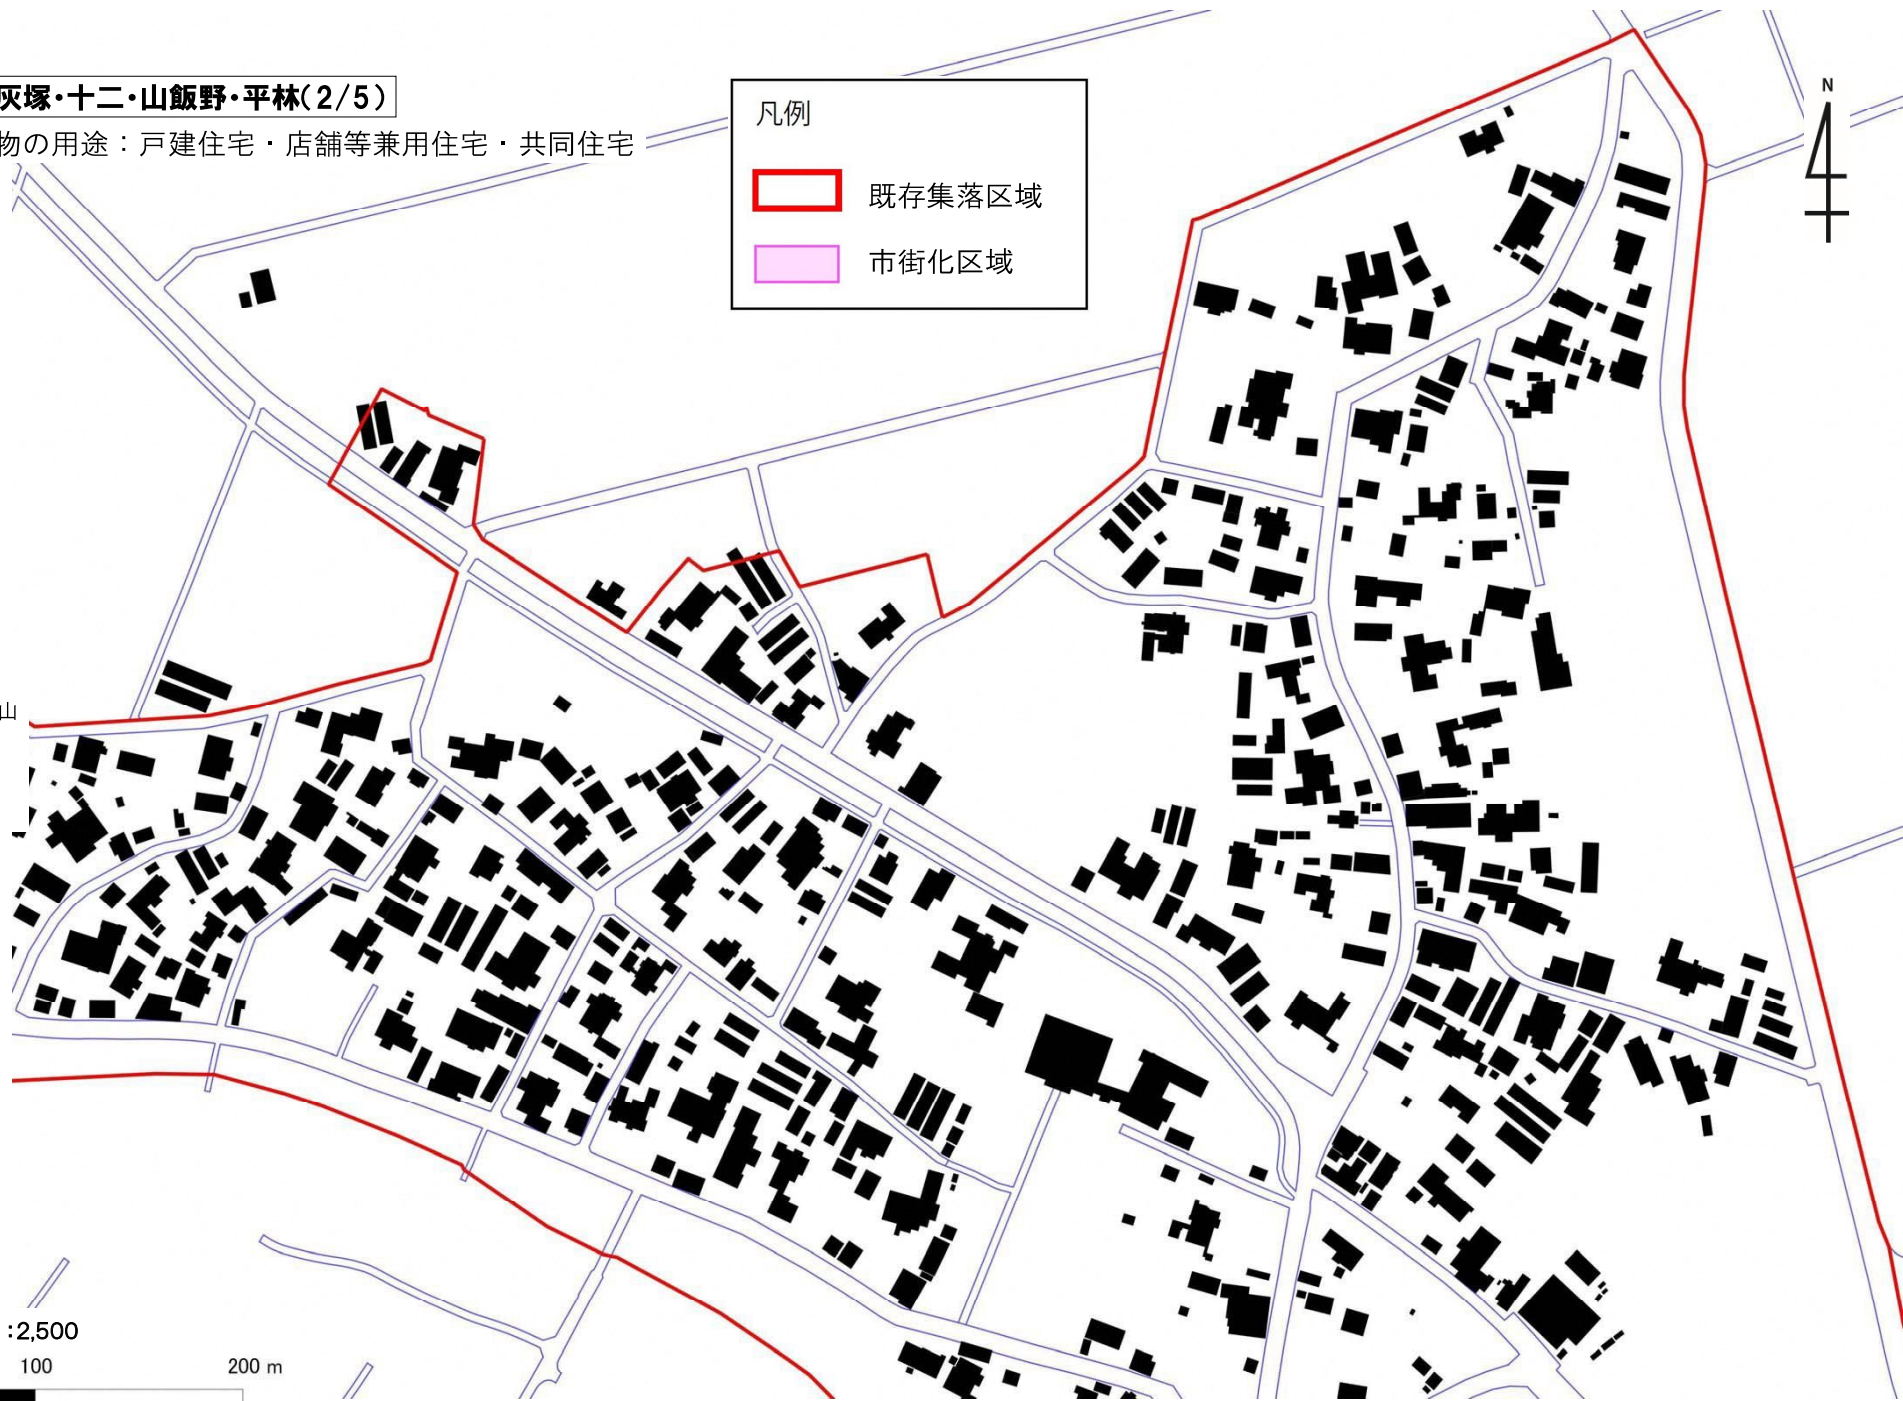 灰塚・十二・山飯野・平林(2/5)
物の用途：戸建住宅・店舗等兼用住宅・共同住宅
凡例
既存集落区域
市街化区域
N
山
:2,500
100 200 m